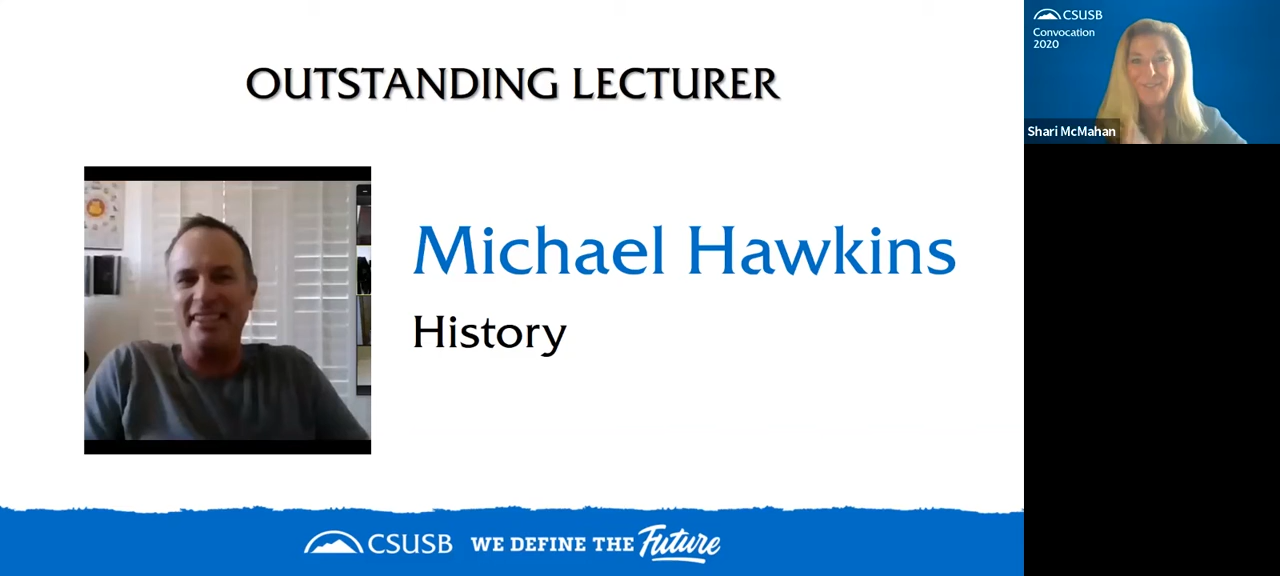 OUTSTANDING LECTURER
Michael Hawkins
History
CSUSB WE DEFINE THE Future
CSUSB
Convocation
2020
Shari McMahan